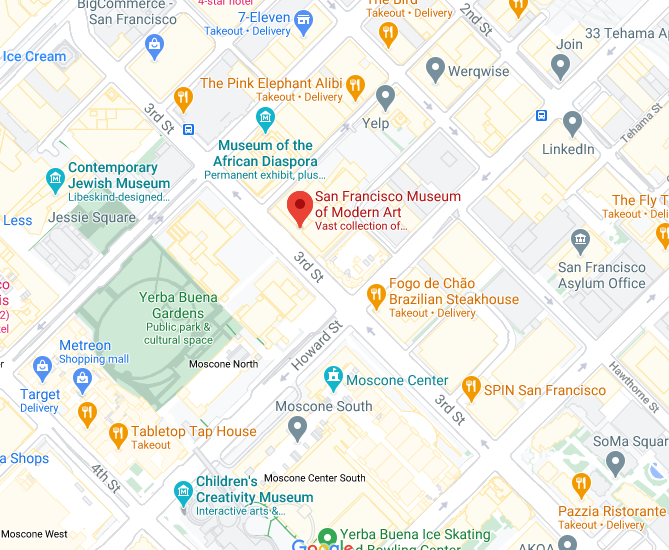 BigCommerce -
San Francisco
4-star hotel
The Bird
Takeout • Delivery
7-Eleven
Takeout • Delivery
2nd St
33 Tehama Ap
Join
Ice Cream
The Pink Elephant Alibi
Takeout • Delivery
Werqwise
3rd St
Yelp
Tehama St
LinkedIn
Museum of the
African Diaspora
Permanent exhibit, plus...
Contemporary
Jewish Museum
Libeskind-designed...
Jessie Square
Less
San Francisco Museum
of Modern Art
Vast collection of...
The Fly T
Takeout • Deli
San Francisco
Asylum Office
3rd St
Fogo de Chão
Brazilian Steakhouse
Takeout • Delivery
Yerba Buena
Gardens
Public park &
cultural space
co
is
2)
tel
Metreon
Shopping mall
Howard St
Moscone North
Moscone Center
Target
Delivery
SPIN San Francisco
Hawthorne St
Moscone South
3rd St
Tabletop Tap House
Takeout
SoMa Squar
a Shops
4th St
Children's
Creativity Museum
Interactive arts &...
Moscone Center South
Pazzia Ristorante
Takeout • Delivery
Moscone West
Yerba Buena Ice Skating
d Bowling Center
Google
AKQA